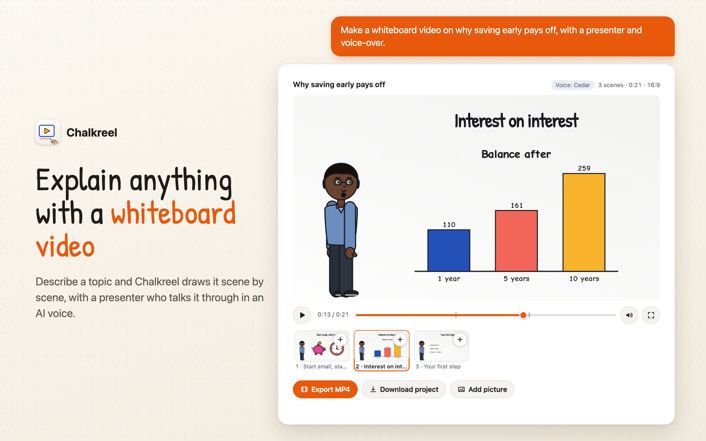 Make a whiteboard video on why saving early pays off, with a presenter and
voice-over.
Chalkreel
Explain anything
with a whiteboard
video
Describe a topic and Chalkreel draws it scene by
scene, with a presenter who talks it through in an
AI voice.
Why saving early pays off
Voice: Cedar
3 scenes · 0:21 · 16:9
Interest on interest
Balance after
110
161
259
1 year
5 years
10 years
0:13 / 0:21
1 · Start small, sta...
2 · Interest on int...
3 · Your first step
Export MP4
Download project
Add picture